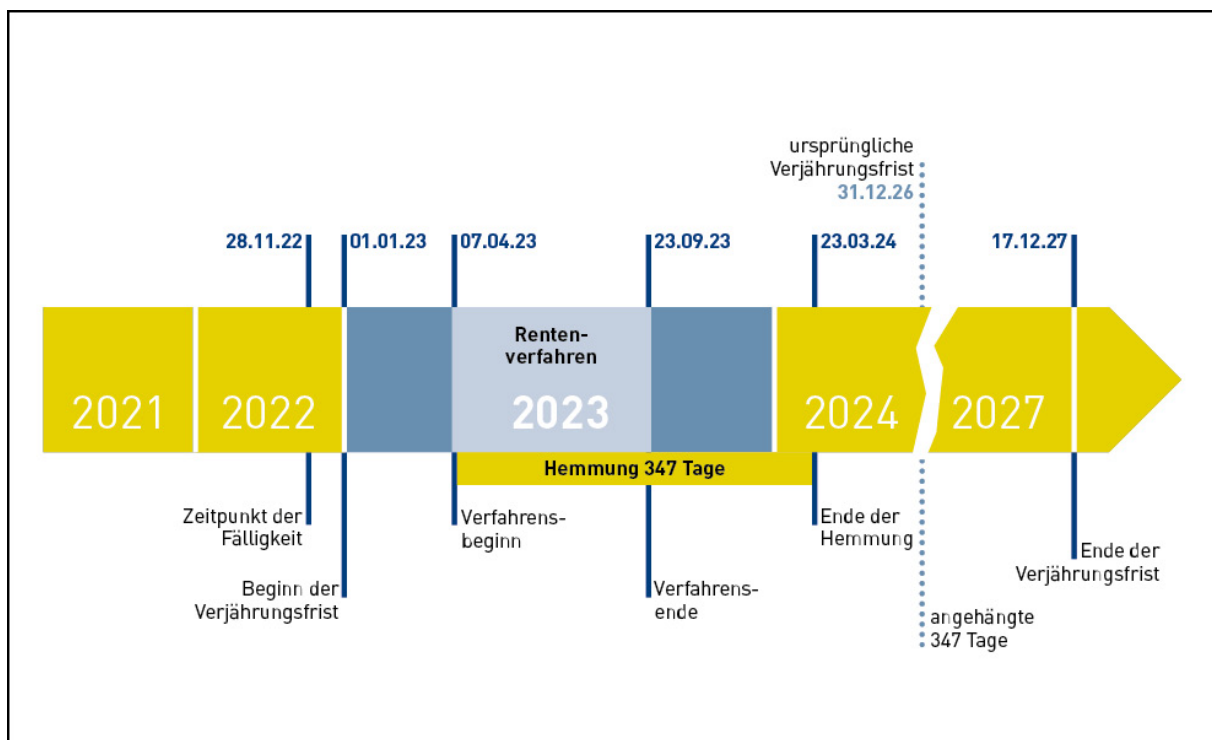 ursprüngliche
Verjährungsfrist
31.12.26
28.11.22
01.01.23
07.04.23
23.09.23
23.03.24
17.12.27
Renten-
verfahren
2021
2022
2023
2024
2027
Hemmung 347 Tage
Zeitpunkt der
Fälligkeit
Verfahrens-
beginn
Ende der
Hemmung
Ende der
Verjährungsfrist
Beginn der
Verjährungsfrist
Verfahrens-
ende
angehängte
347 Tage